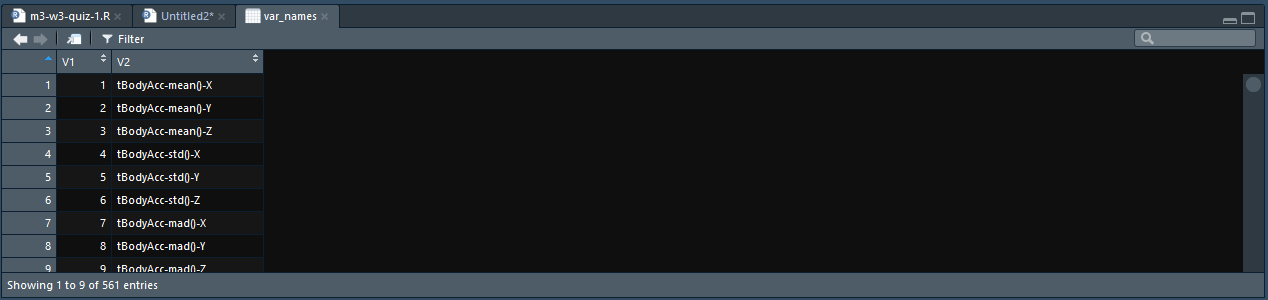 m3-w3-quiz-1.R Untitled2* var_names
Filter
V1 V2
1 1 tBodyAcc-mean()-X
2 2 tBodyAcc-mean()-Y
3 3 tBodyAcc-mean()-Z
4 4 tBodyAcc-std()-X
5 5 tBodyAcc-std()-Y
6 6 tBodyAcc-std()-Z
7 7 tBodyAcc-mad()-X
8 8 tBodyAcc-mad()-Y
9 9 tBodyAcc-mad()-Z
Showing 1 to 9 of 561 entries